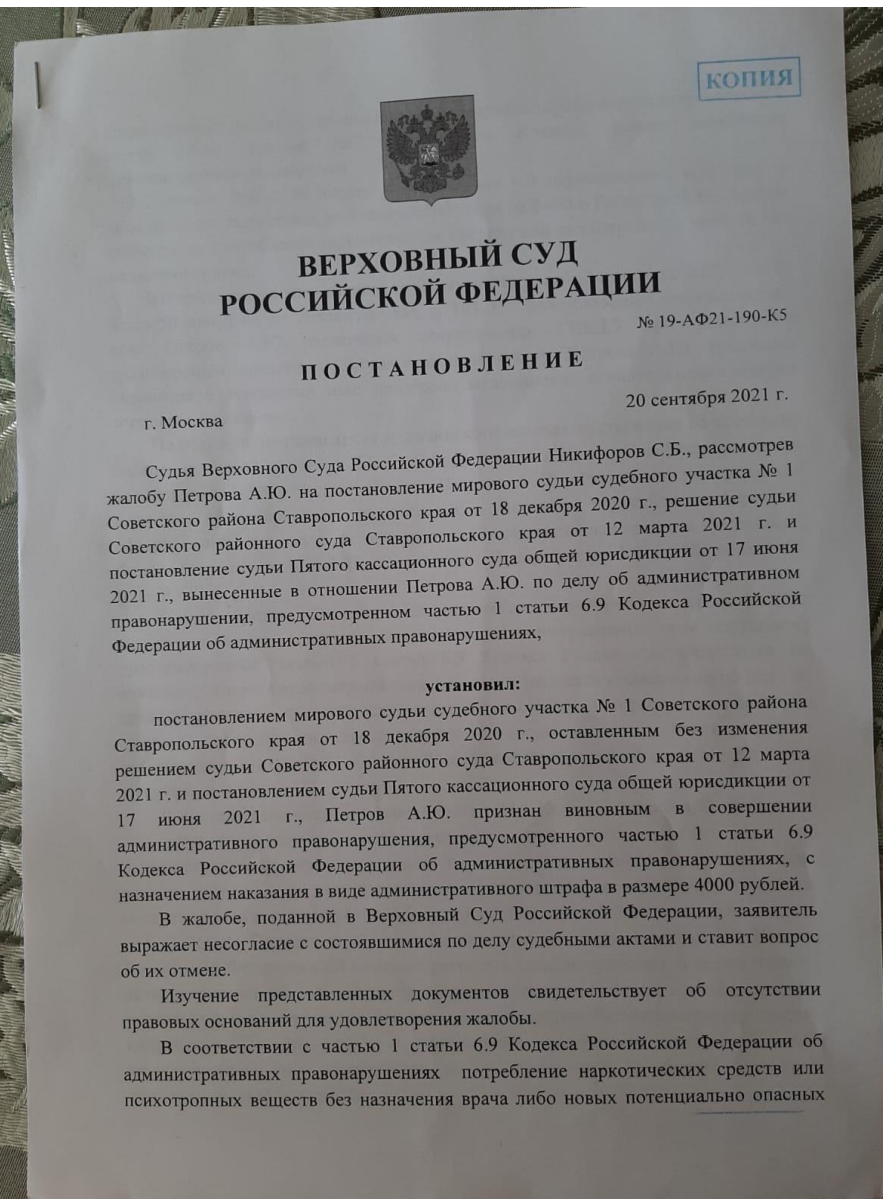 КОПИЯ
ВЕРХОВНЫЙ СУД
РОССИЙСКОЙ ФЕДЕРАЦИИ
№ 19-АФ21-190-К5
ПОСТАНОВЛЕНИЕ
г. Москва
20 сентября 2021 г.
Судья Верховного Суда Российской Федерации Никифоров С.Б., рассмотрев
жалобу Петрова А.Ю. на постановление мирового судьи судебного участка № 1
Советского района Ставропольского края от 18 декабря 2020 г., решение судьи
Советского районного суда Ставропольского края от 12 марта 2021 г. и
постановление судьи Пятого кассационного суда общей юрисдикции от 17 июня
2021 г., вынесенные в отношении Петрова А.Ю. по делу об административном
правонарушении, предусмотренном частью 1 статьи 6.9 Кодекса Российской
Федерации об административных правонарушениях,
установил:
постановлением мирового судьи судебного участка № 1 Советского района
Ставропольского края от 18 декабря 2020 г., оставленным без изменения
решением судьи Советского районного суда Ставропольского края от 12 марта
2021 г. и постановлением судьи Пятого кассационного суда общей юрисдикции от
17 июня 2021 г., Петров А.Ю. признан виновным в совершении
административного правонарушения, предусмотренного частью 1 статьи 6.9
Кодекса Российской Федерации об административных правонарушениях, с
назначением наказания в виде административного штрафа в размере 4000 рублей.
В жалобе, поданной в Верховный Суд Российской Федерации, заявитель
выражает несогласие с состоявшимися по делу судебными актами и ставит вопрос
об их отмене.
Изучение представленных документов свидетельствует об отсутствии
правовых оснований для удовлетворения жалобы.
В соответствии с частью 1 статьи 6.9 Кодекса Российской Федерации об
административных правонарушениях потребление наркотических средств или
психотропных веществ без назначения врача либо новых потенциально опасных